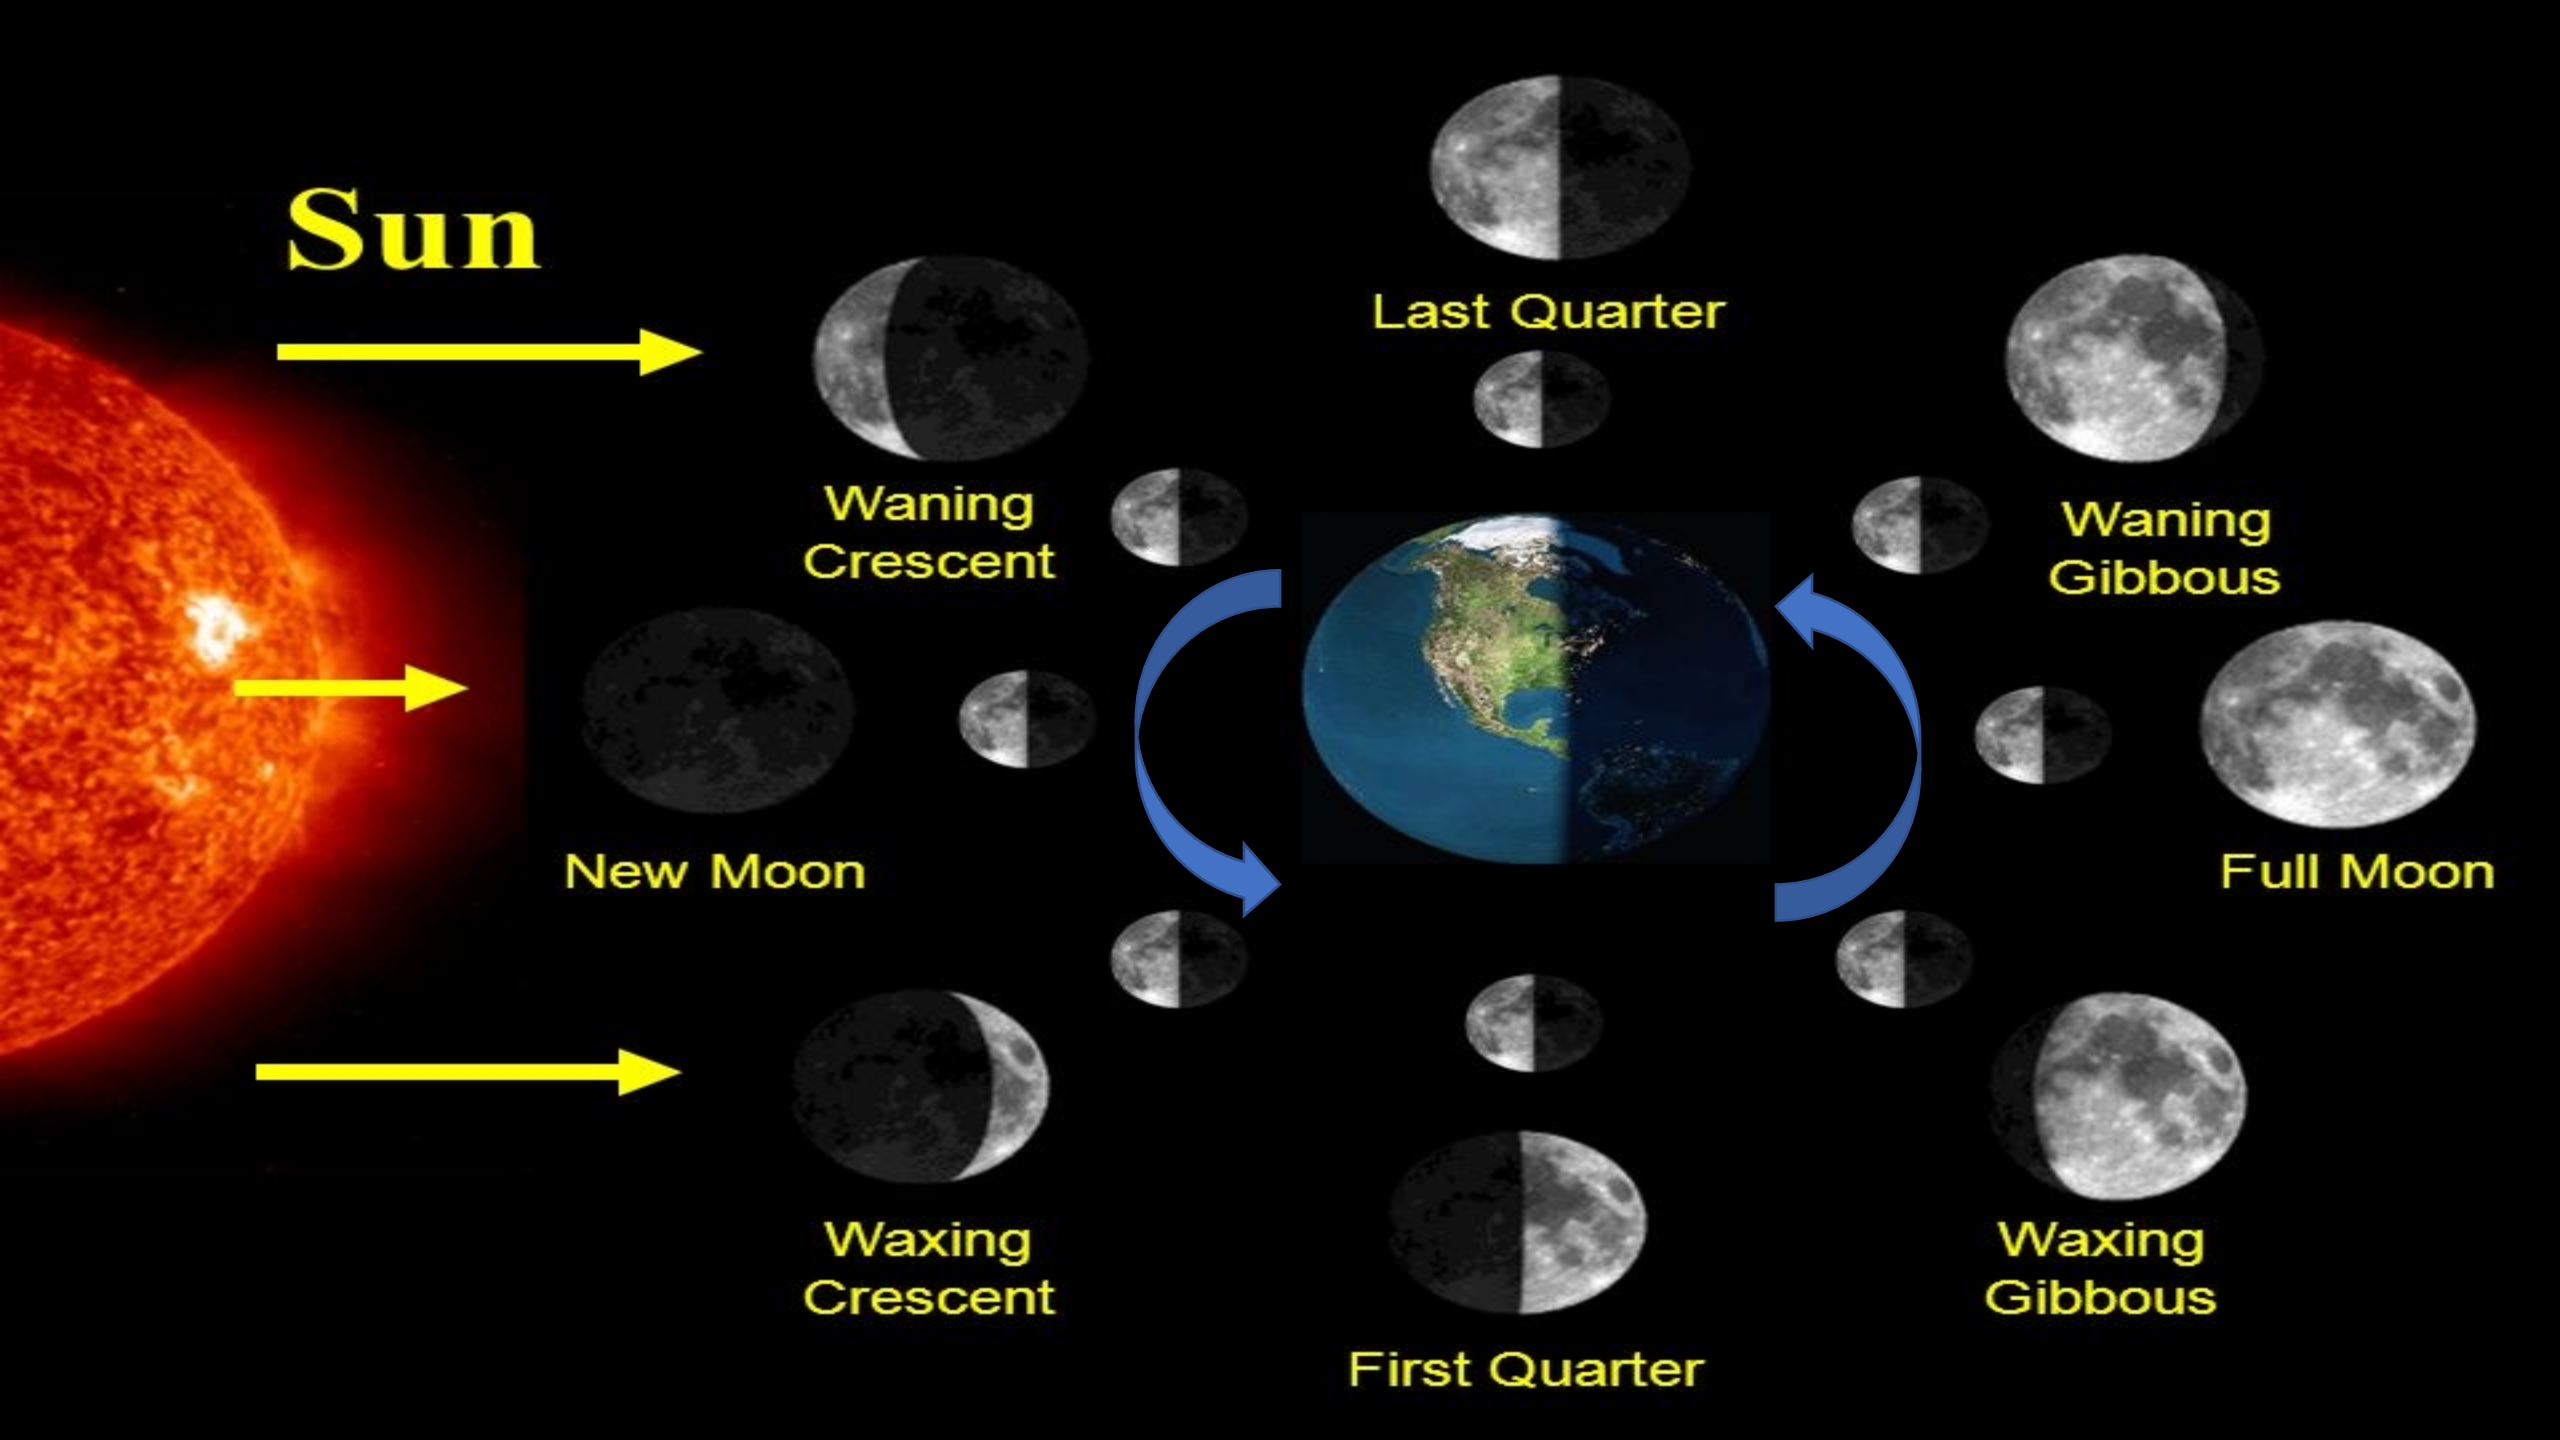 Sun
Last Quarter
Waning
Crescent
Waning
Gibbous
New Moon
Full Moon
Waxing
Crescent
Waxing
Gibbous
First Quarter